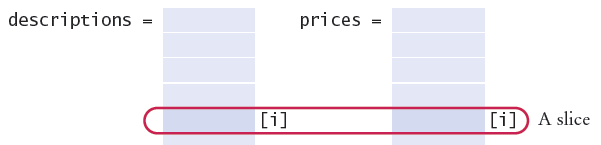 descriptions = prices =
[i] [i] A slice